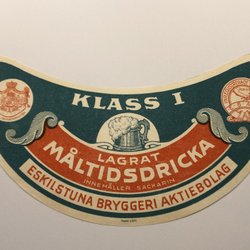 KLASS I
LAGRAT
MÅLTIDSDRICKA
INNEHÅLLER SACKARIN
ESKILSTUNA BRYGGERI AKTIEBOLAG